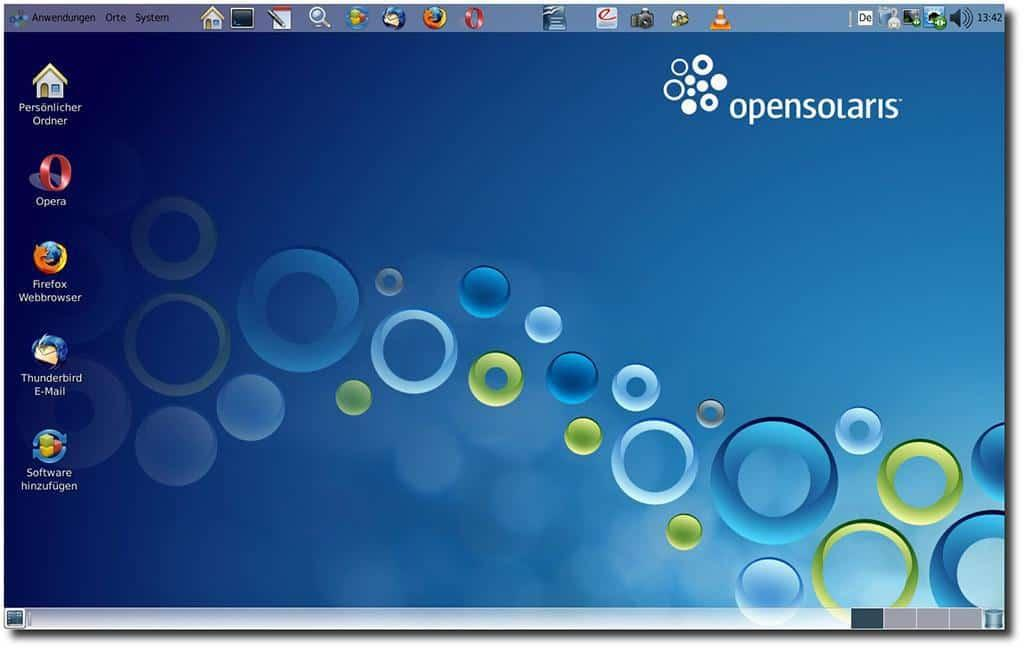 Anwendungen Orte System
De
13:42
opensolaris
Persönlicher
Ordner
Opera
Firefox
Webbrowser
Thunderbird
E-Mail
Software
hinzufügen